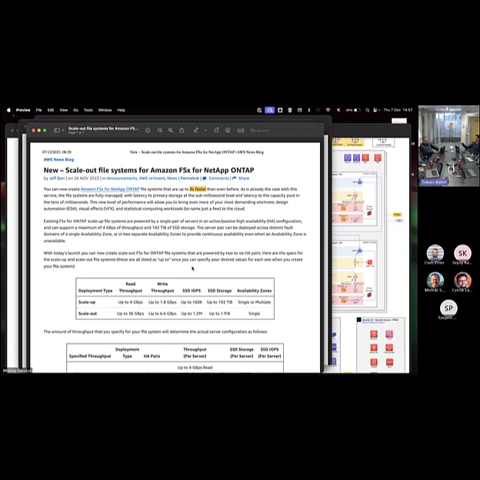 Preview File Edit View Go Tools Window Help
Thu 7 Dec 14:57
Scale-out file systems for Amazon FS...
New – Scale-out file systems for Amazon FSx for NetApp ONTAP | AWS News Blog
AWS News Blog
New – Scale-out file systems for Amazon FSx for NetApp ONTAP
by Jeff Barr | on 26 NOV 2023 | in Announcements, AWS re:Invent, News | Permalink | Comments | Share
You can now create Amazon FSx for NetApp ONTAP file systems that are up to 9x faster than ever before. As is already the case with this
service, the file systems are fully managed, with latency to primary storage at the sub-millisecond level and latency to the capacity pool in
the tens of milliseconds. This new level of performance will allow you to bring even more of your most demanding electronic design
automation (EDA), visual effects (VFX), and statistical computing workloads (to name just a few) to the cloud.
Existing FSx for ONTAP scale-up file systems are powered by a single pair of servers in an active/passive high availability (HA) configuration,
and can support a maximum of 4 GBps of throughput and 192 TiB of SSD storage. The server pair can be deployed across distinct fault
domains of a single Availability Zone, or in two separate Availability Zones to provide continuous availability even when an Availability Zone is
unavailable.
With today's launch you can now create scale-out FSx for ONTAP file systems that are powered by two to six HA pairs. Here are the specs for
the scale-up and scale-out file systems (these are all listed as "up to" since you can specify your desired values for each one when you create
your file system):
Deployment Type Read Throughput Write Throughput SSD IOPS SSD Storage Availability Zones
Scale-up Up to 4 GBps Up to 1.8 GBps Up to 160K Up to 192 TiB Single or Multiple
Scale-out Up to 36 GBps Up to 6.6 GBps Up to 1.2M Up to 1 PiB Single
The amount of throughput that you specify for your file system will determine the actual server configuration as follows:
Specified Throughput Deployment Type HA Pairs Throughput (Per Server) SSD Storage (Per Server) SSD IOPS (Per Server)
Up to 4 GBps Read
SK
SP